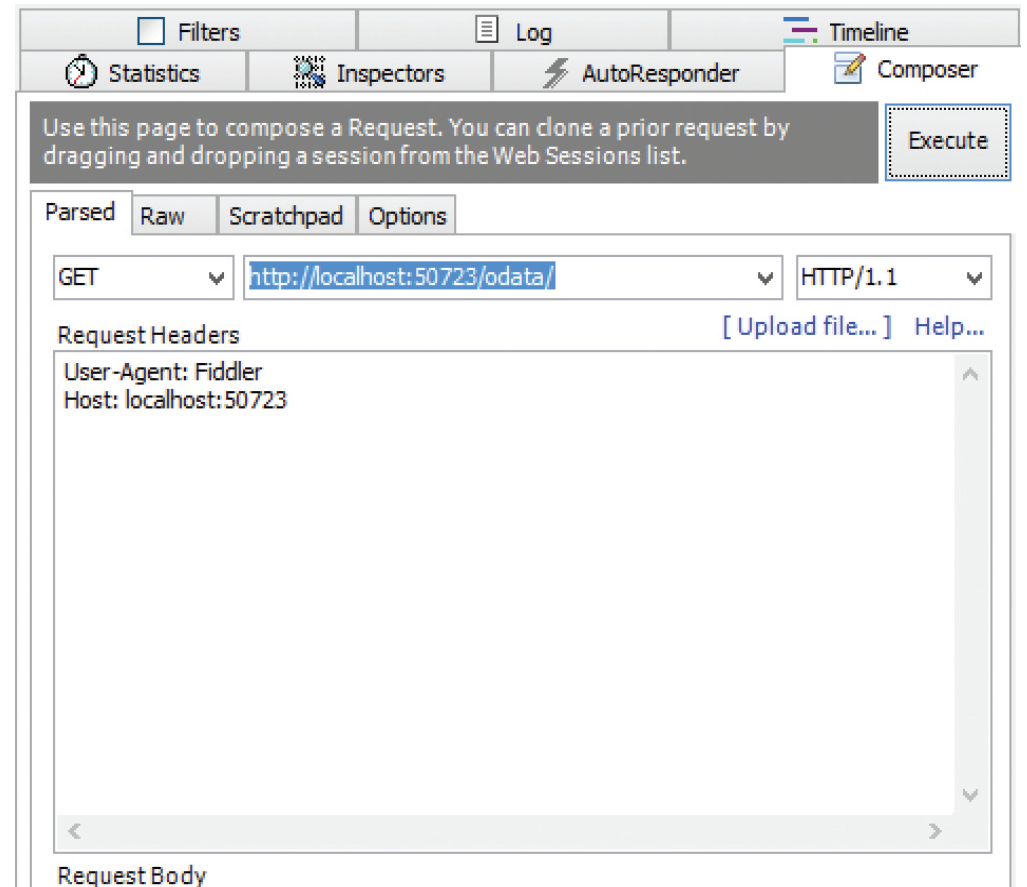 Filters Log Timeline
Statistics Inspectors AutoResponder Composer
Use this page to compose a Request. You can clone a prior request by
dragging and dropping a session from the Web Sessions list.
Execute
Parsed Raw Scratchpad Options
GET http://localhost:50723/odata/ HTTP/1.1
Request Headers [ Upload file... ] Help...
User-Agent: Fiddler
Host: localhost:50723
Request Body